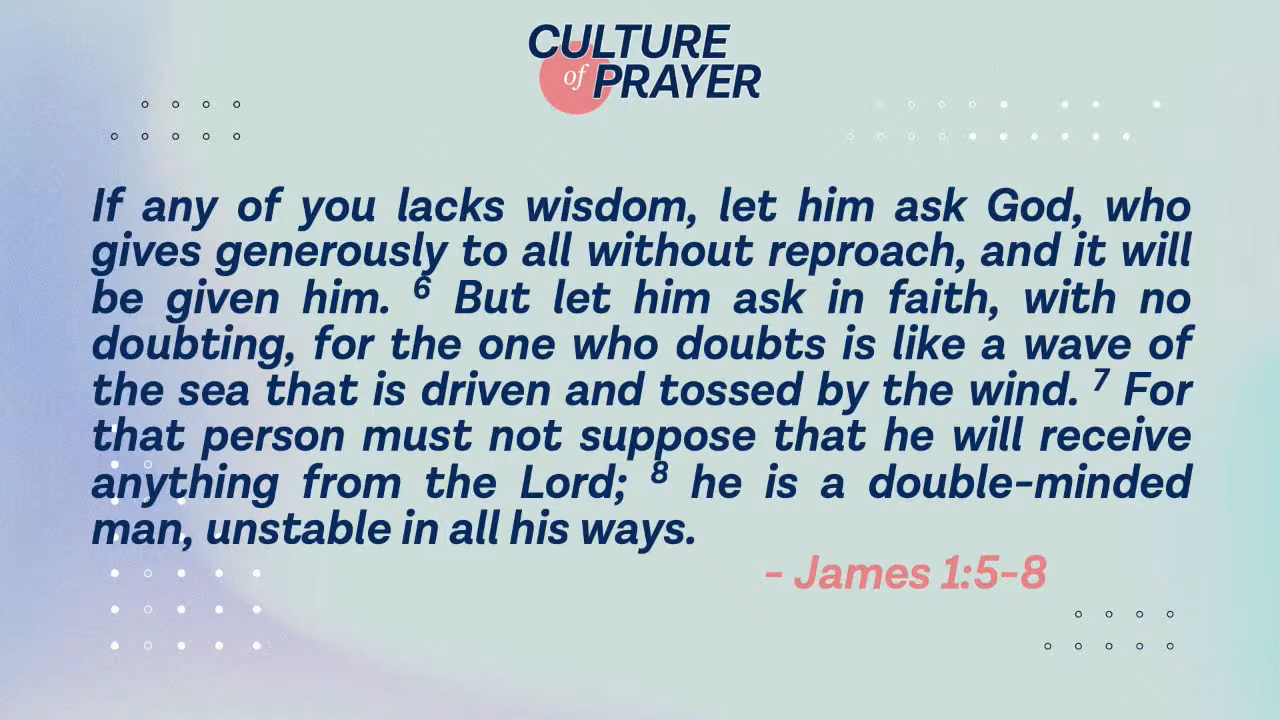 CULTURE
of PRAYER
If any of you lacks wisdom, let him ask God, who
gives generously to all without reproach, and it will
be given him. ⁶ But let him ask in faith, with no
doubting, for the one who doubts is like a wave of
the sea that is driven and tossed by the wind. ⁷ For
that person must not suppose that he will receive
anything from the Lord; ⁸ he is a double-minded
man, unstable in all his ways.
- James 1:5-8